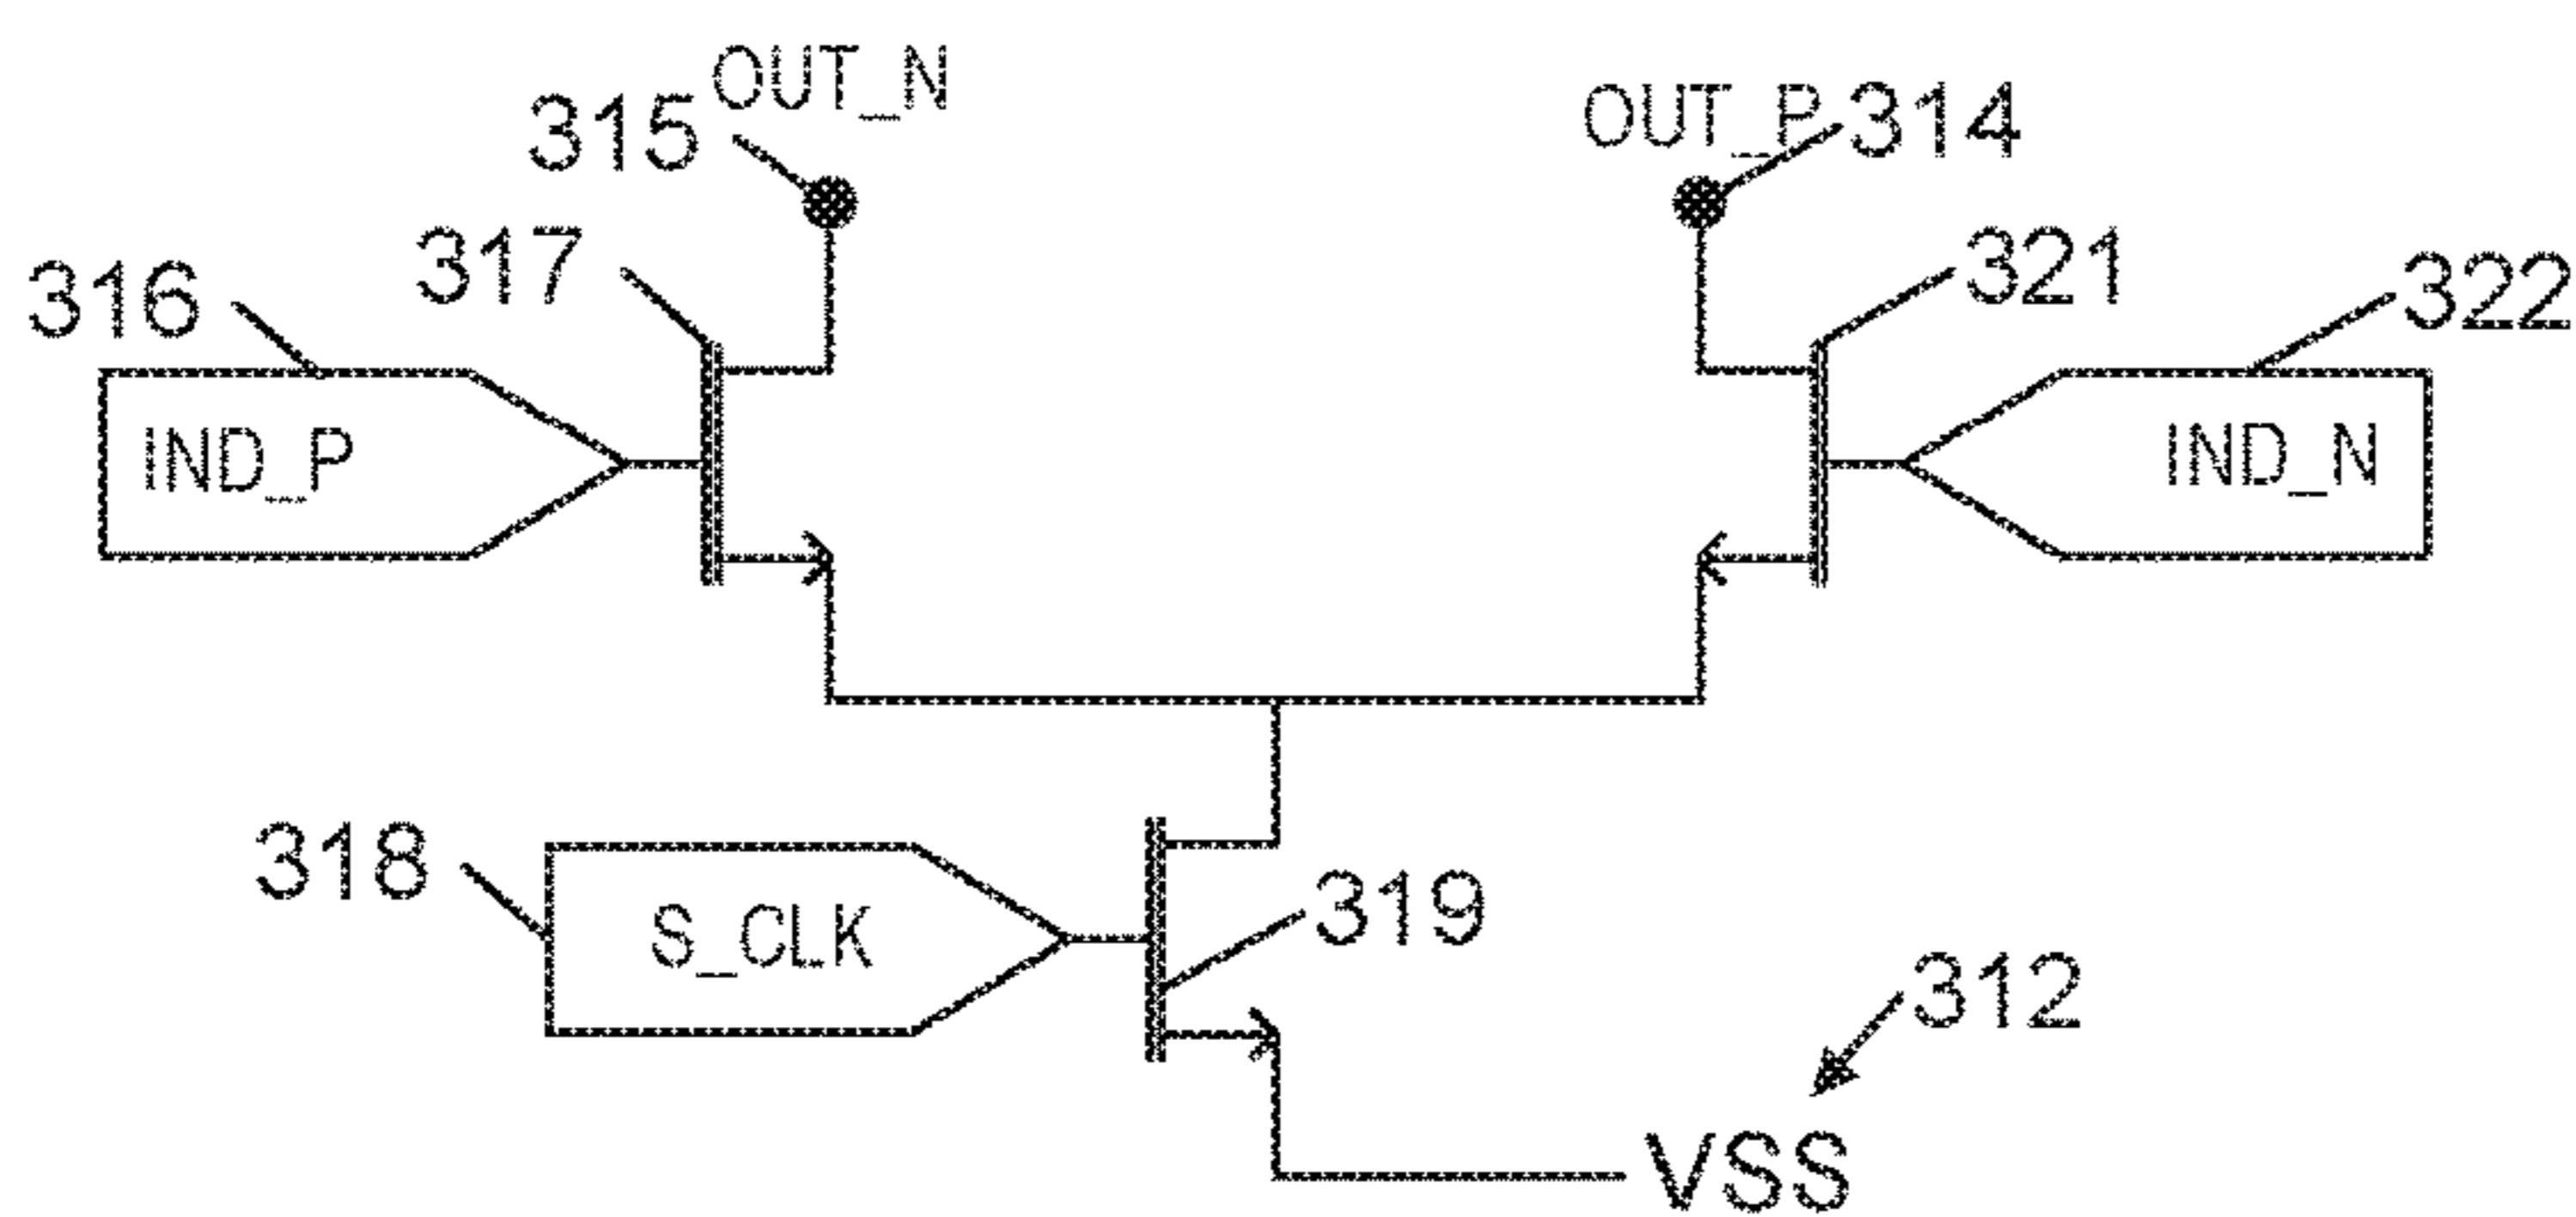 OUT_N
315
OUT_P
314
317
321
316
322
IND_P
IND_N
318
S_CLK
319
312
VSS